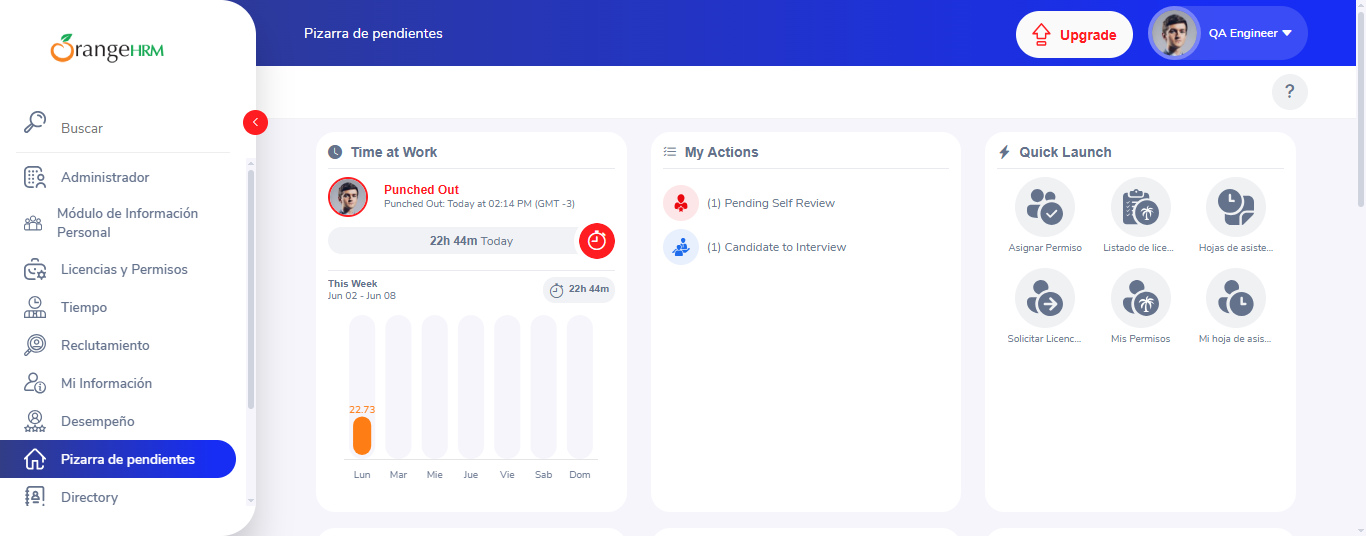 OrangeHRM
Pizarra de pendientes
Upgrade
QA Engineer
?
Buscar
Administrador
Módulo de Información
Personal
Licencias y Permisos
Tiempo
Reclutamiento
Mi Información
Desempeño
Pizarra de pendientes
Directory
Time at Work
Punched Out
Punched Out: Today at 02:14 PM (GMT -3)
22h 44m Today
This Week
Jun 02 - Jun 08
22h 44m
22.73
Lun Mar Mie Jue Vie Sab Dom
My Actions
(1) Pending Self Review
(1) Candidate to Interview
Quick Launch
Asignar Permiso Listado de lice... Hojas de asiste...
Solicitar Licenc... Mis Permisos Mi hoja de asis...